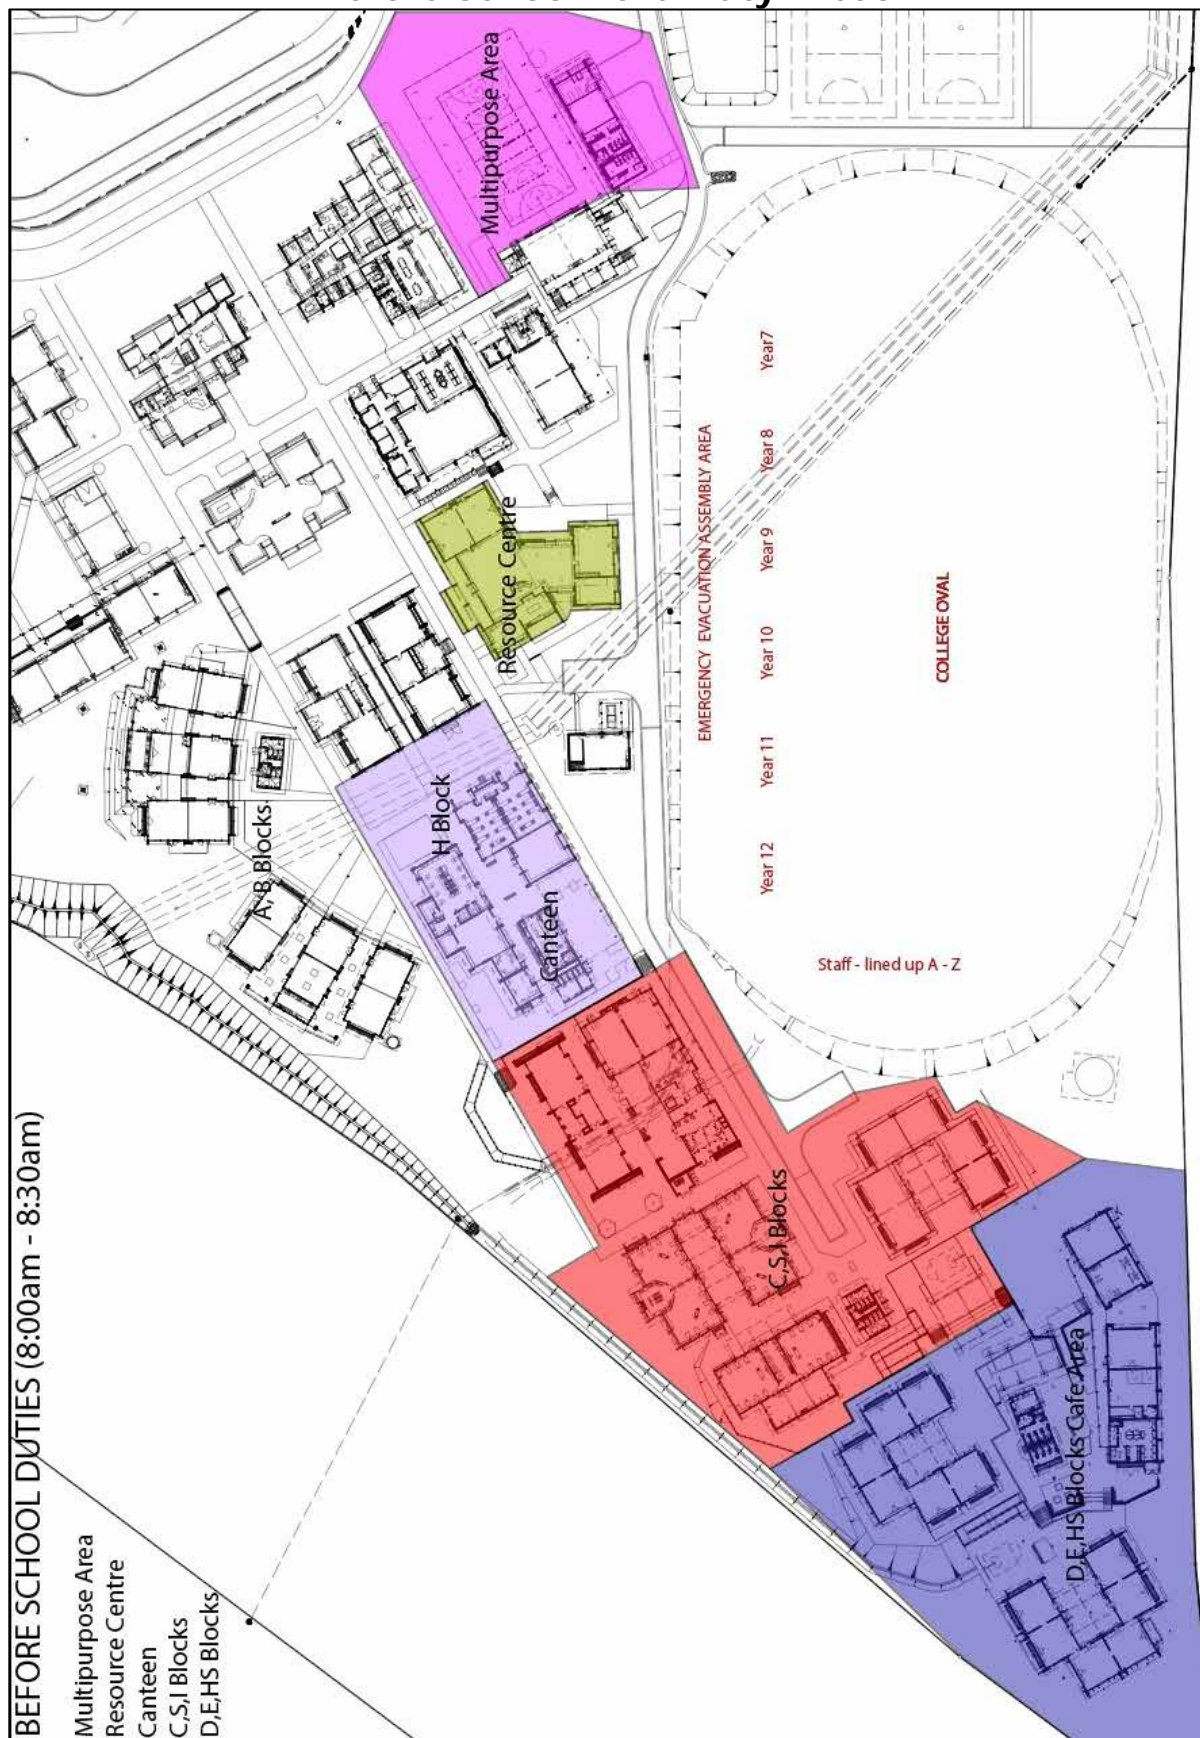 BEFORE SCHOOL DUTIES (8:00am - 8:30am)
Multipurpose Area
Resource Centre
Canteen
C,S,I Blocks
D,E,HS Blocks
Multipurpose Area
Resource Centre
A, B Blocks
H Block
Canteen
C,S,I Blocks
D,E,HS Blocks Cafe Area
EMERGENCY EVACUATION ASSEMBLY AREA
Year 12
Year 11
Year 10
Year 9
Year 8
Year7
Staff - lined up A - Z
COLLEGE OVAL